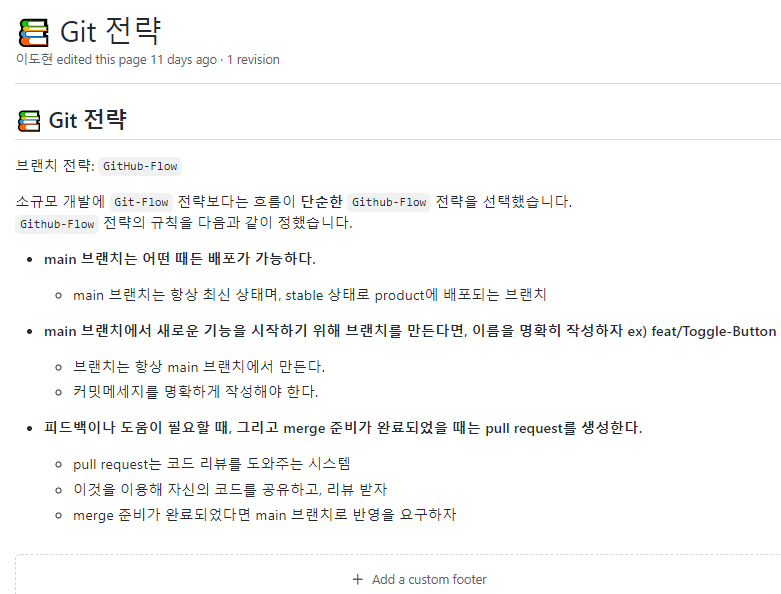 Git 전략
이도현 edited this page 11 days ago · 1 revision
Git 전략
브랜치 전략: GitHub-Flow
소규모 개발에 Git-Flow 전략보다는 흐름이 단순한 Github-Flow 전략을 선택했습니다.
Github-Flow 전략의 규칙을 다음과 같이 정했습니다.
main 브랜치는 어떤 때든 배포가 가능하다.
main 브랜치는 항상 최신 상태며, stable 상태로 product에 배포되는 브랜치
main 브랜치에서 새로운 기능을 시작하기 위해 브랜치를 만든다면, 이름을 명확히 작성하자 ex) feat/Toggle-Button
브랜치는 항상 main 브랜치에서 만든다.
커밋메세지를 명확하게 작성해야 한다.
피드백이나 도움이 필요할 때, 그리고 merge 준비가 완료되었을 때는 pull request를 생성한다.
pull request는 코드 리뷰를 도와주는 시스템
이것을 이용해 자신의 코드를 공유하고, 리뷰 받자
merge 준비가 완료되었다면 main 브랜치로 반영을 요구하자
+ Add a custom footer